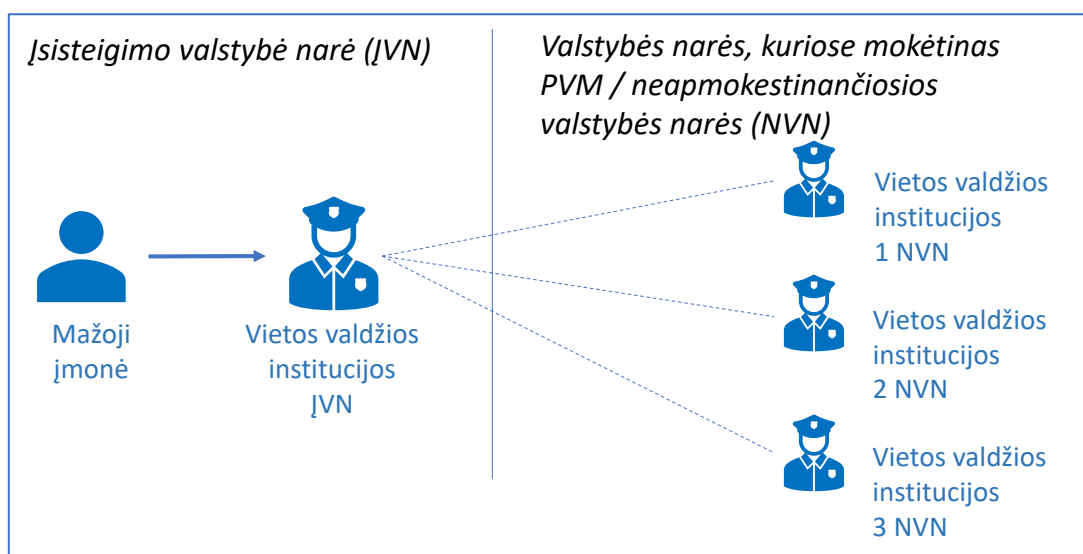 Įsisteigimo valstybė narė (ĮVN)
Valstybės narės, kuriose mokėtinas
PVM / neapmokestinančiosios
valstybės narės (NVN)
Mažoji
įmonė
Vietos valdžios
institucijos
ĮVN
Vietos valdžios
institucijos
1 NVN
Vietos valdžios
institucijos
2 NVN
Vietos valdžios
institucijos
3 NVN